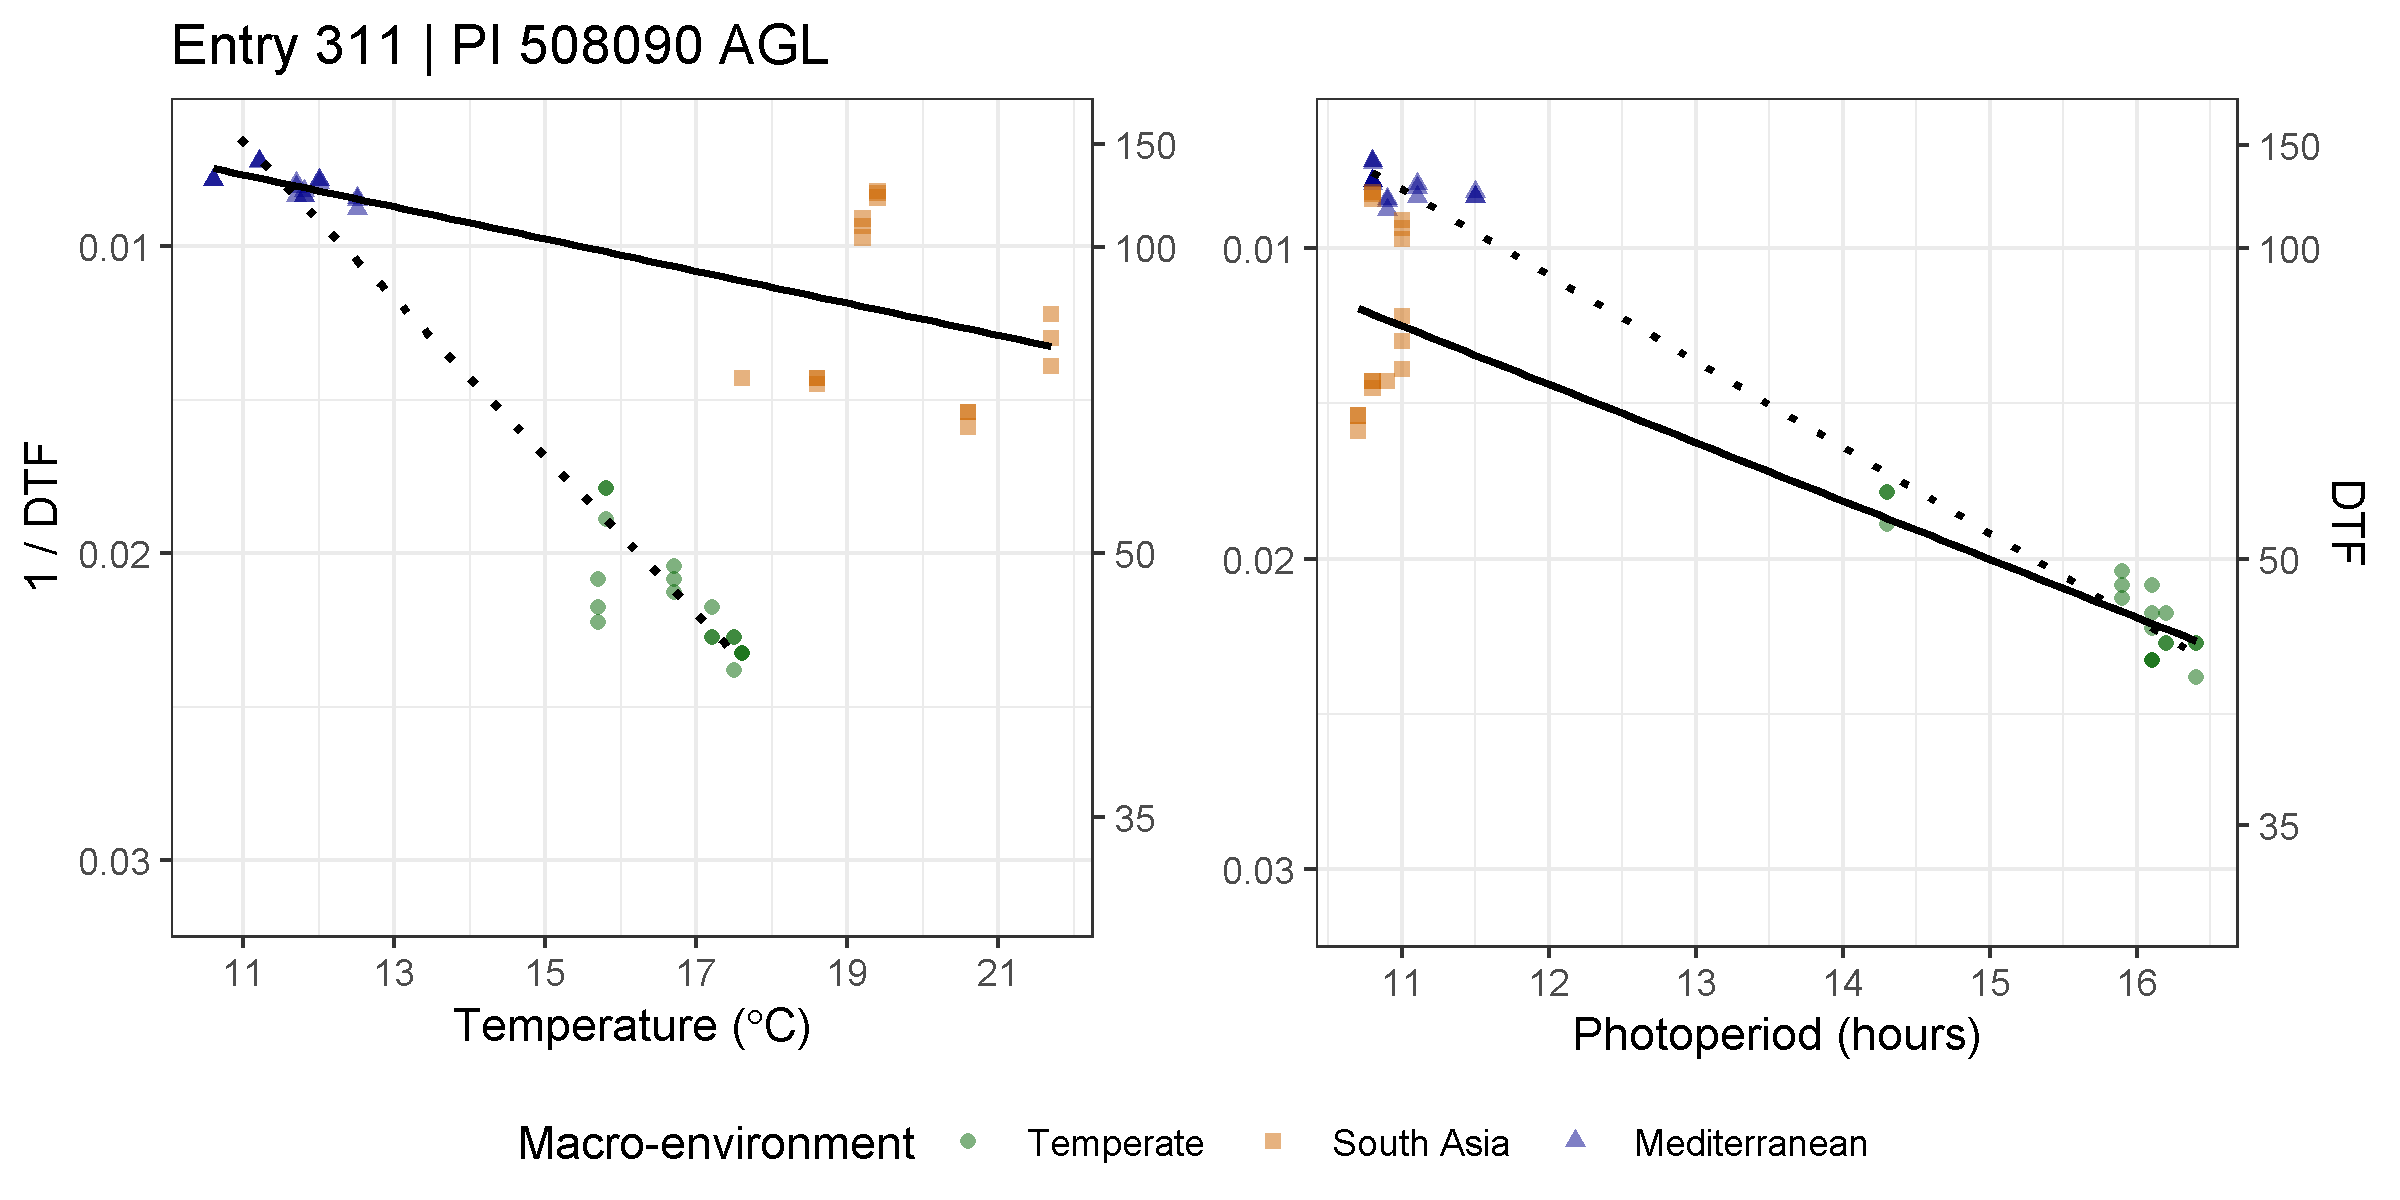 Entry 311 | PI 508090 AGL
1 / DTF
0.01
0.02
0.03
150
100
50
35
11 13 15 17 19 21
Temperature (°C)
0.01
0.02
0.03
150
100
50
35
DTF
11 12 13 14 15 16
Photoperiod (hours)
Macro-environment Temperate South Asia Mediterranean